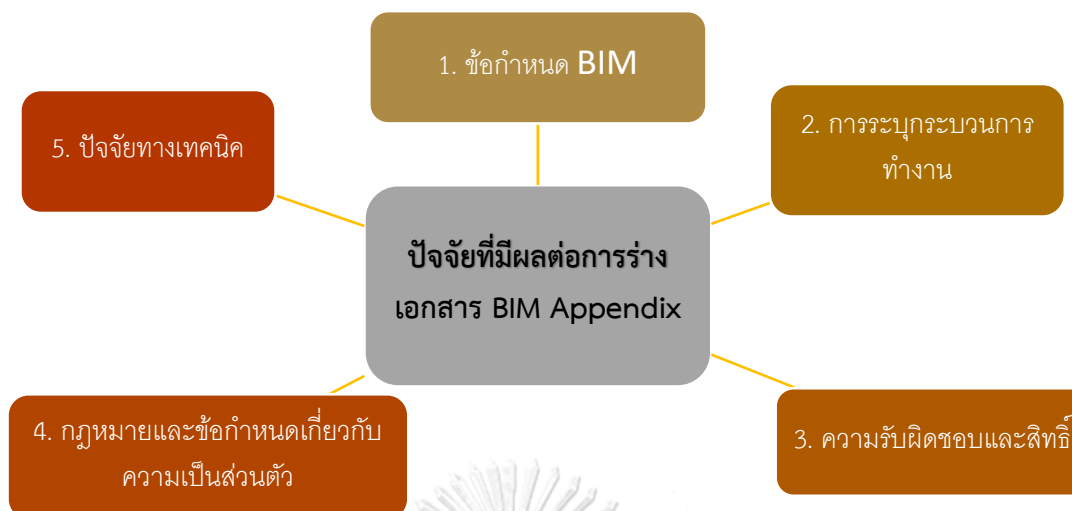 1. ข้อกำหนด BIM
2. การระบุกระบวนการ
ทำงาน
3. ความรับผิดชอบและสิทธิ์
4. กฎหมายและข้อกำหนดเกี่ยวกับ
ความเป็นส่วนตัว
5. ปัจจัยทางเทคนิค
ปัจจัยที่มีผลต่อการร่าง
เอกสาร BIM Appendix